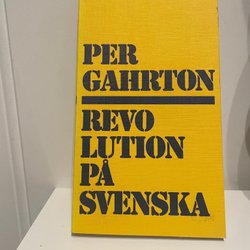 PER
GAHRTON
REVO
LUTION
PÅ
SVENSKA